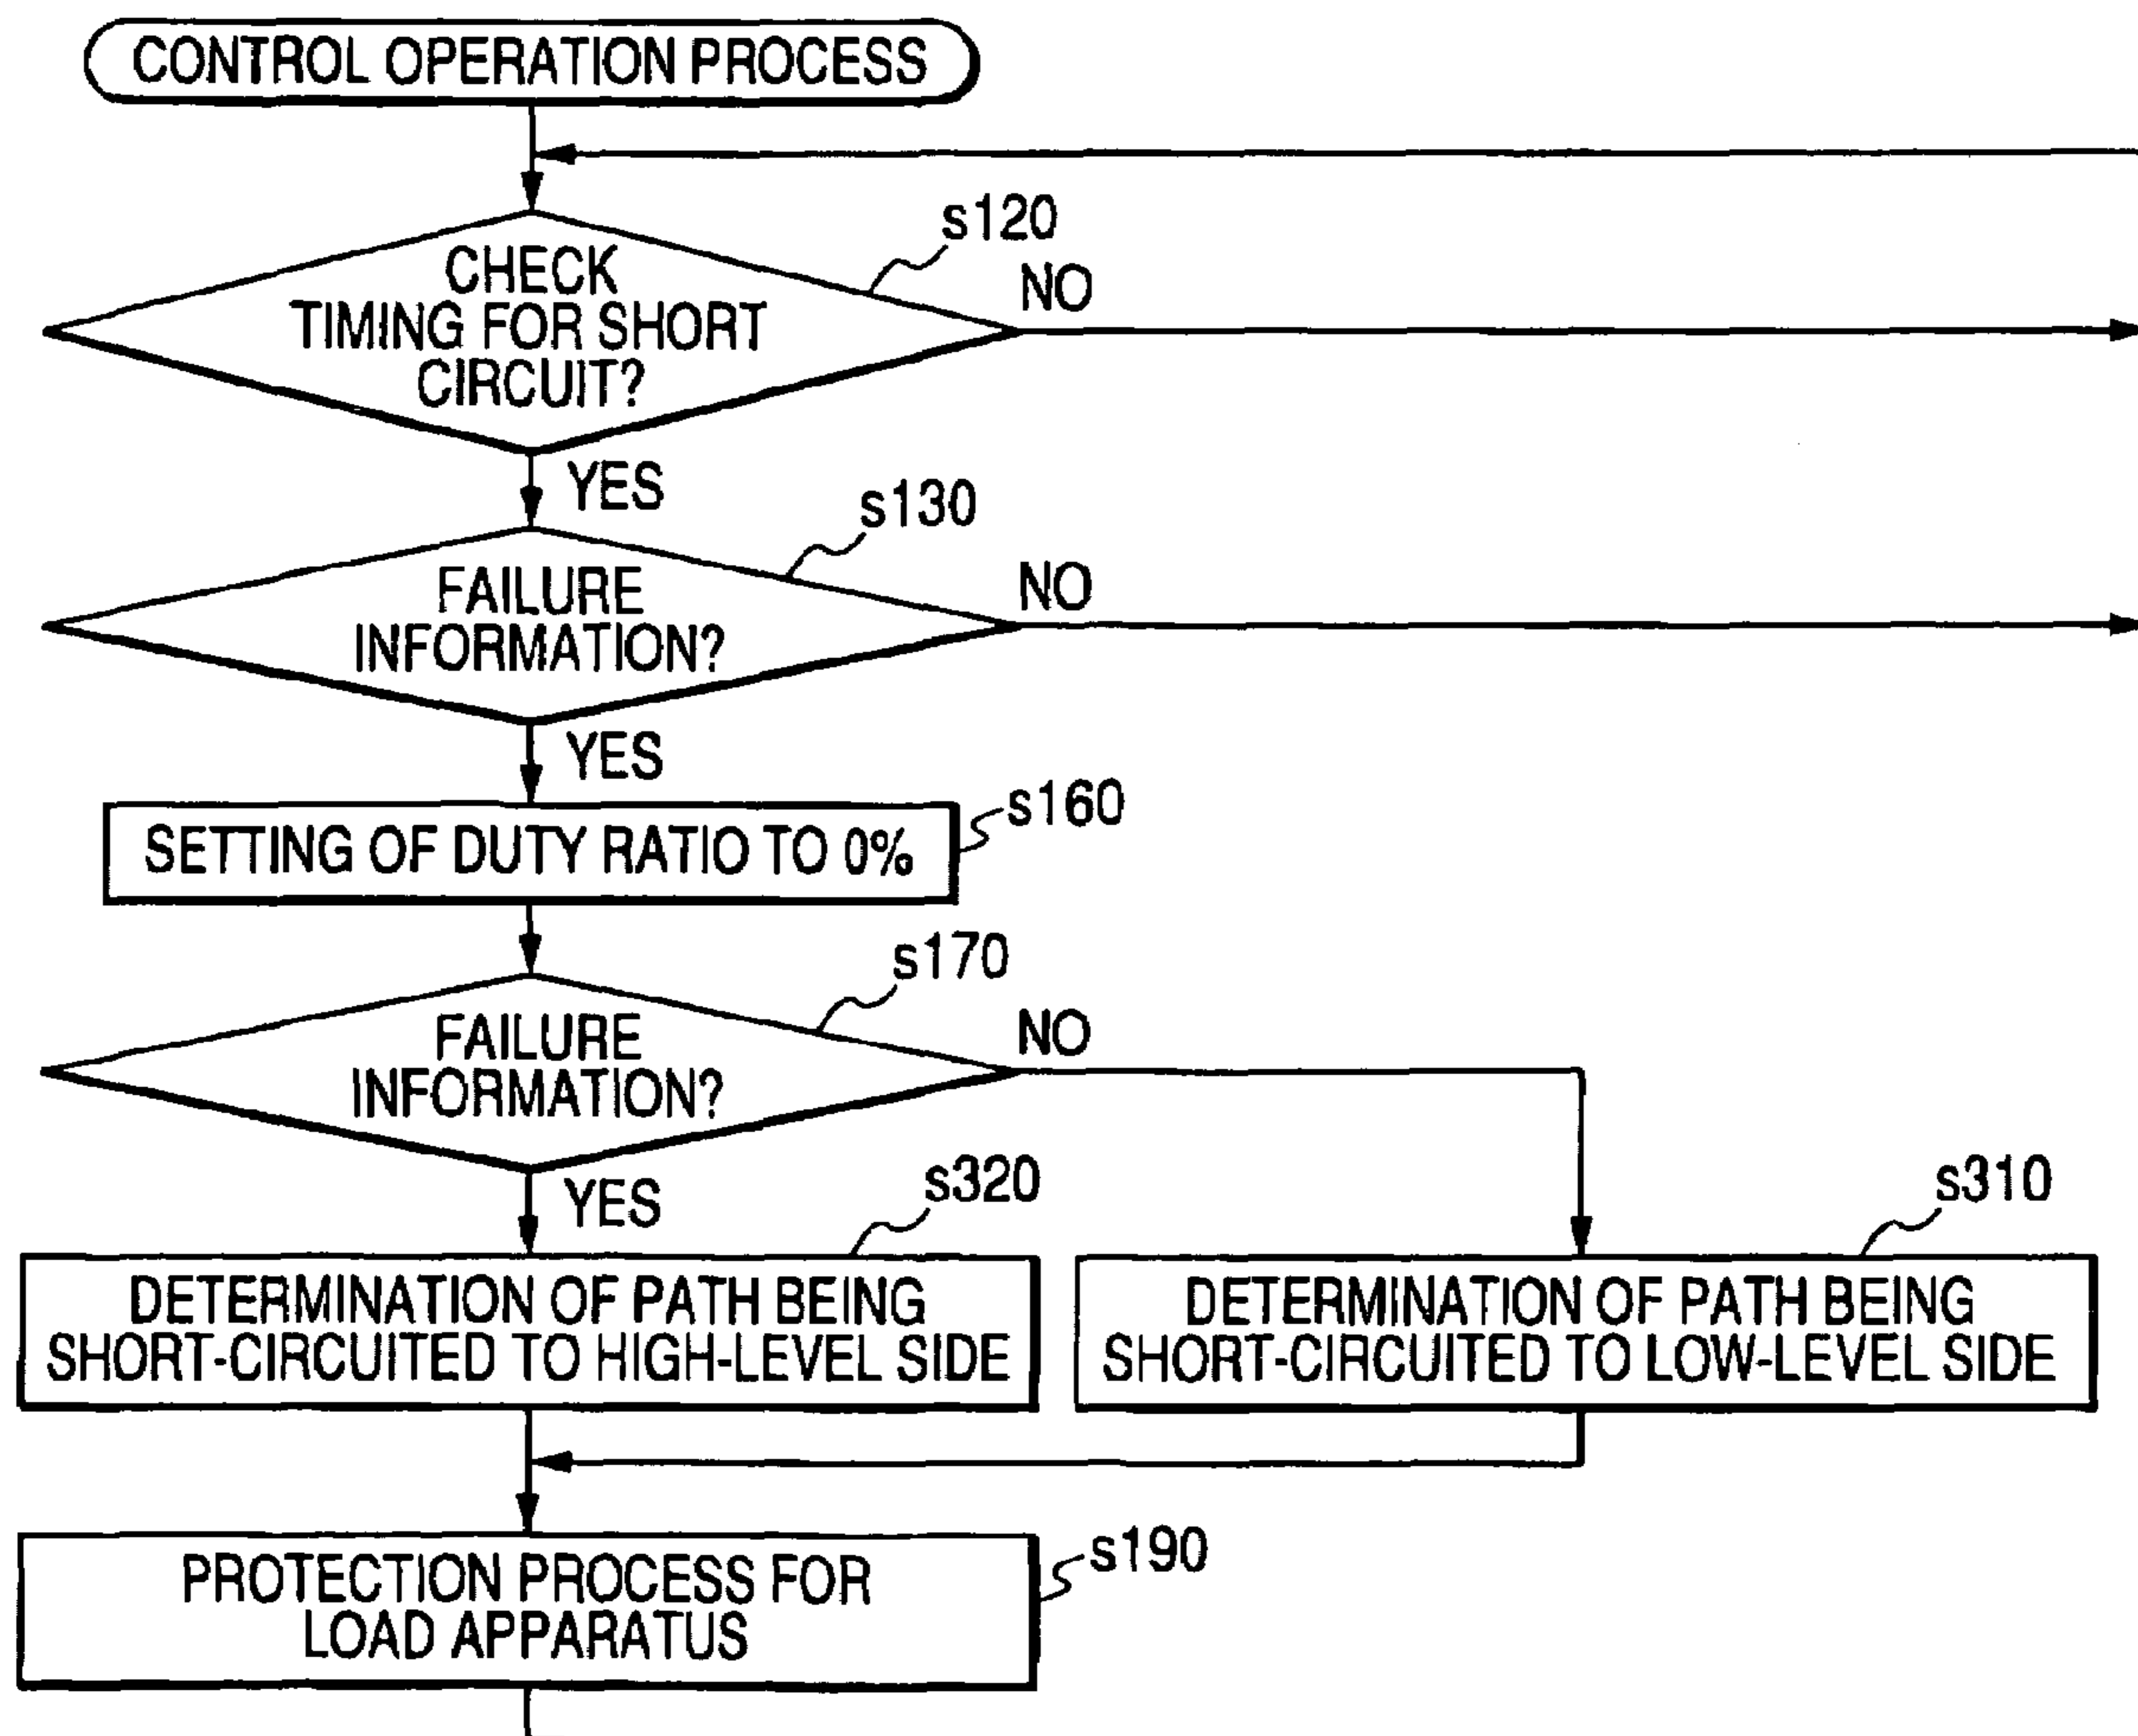 CONTROL OPERATION PROCESS
s120
CHECK
TIMING FOR SHORT
CIRCUIT?
NO
YES
s130
FAILURE
INFORMATION?
NO
YES
s160
SETTING OF DUTY RATIO TO 0%
s170
FAILURE
INFORMATION?
NO
YES
s320
DETERMINATION OF PATH BEING
SHORT-CIRCUITED TO HIGH-LEVEL SIDE
s310
DETERMINATION OF PATH BEING
SHORT-CIRCUITED TO LOW-LEVEL SIDE
s190
PROTECTION PROCESS FOR
LOAD APPARATUS